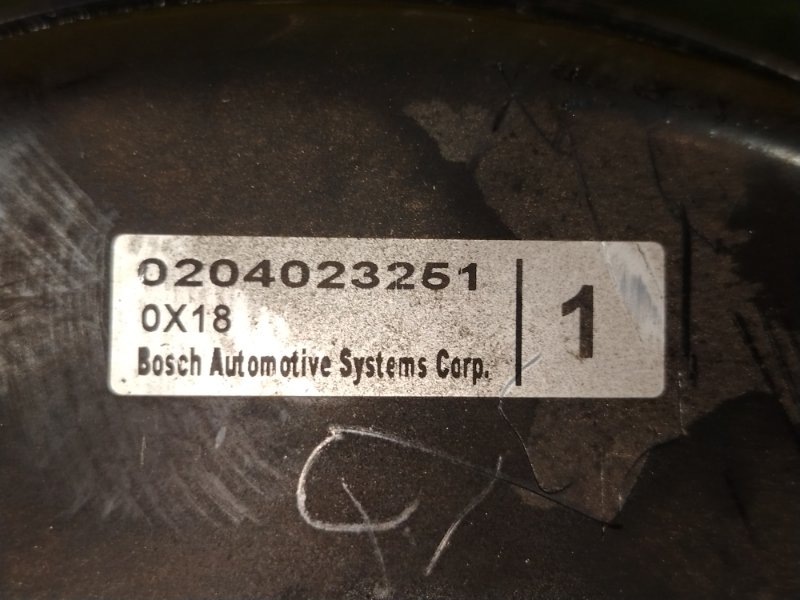 0204023251
0X18
Bosch Automotive Systems Corp.
1